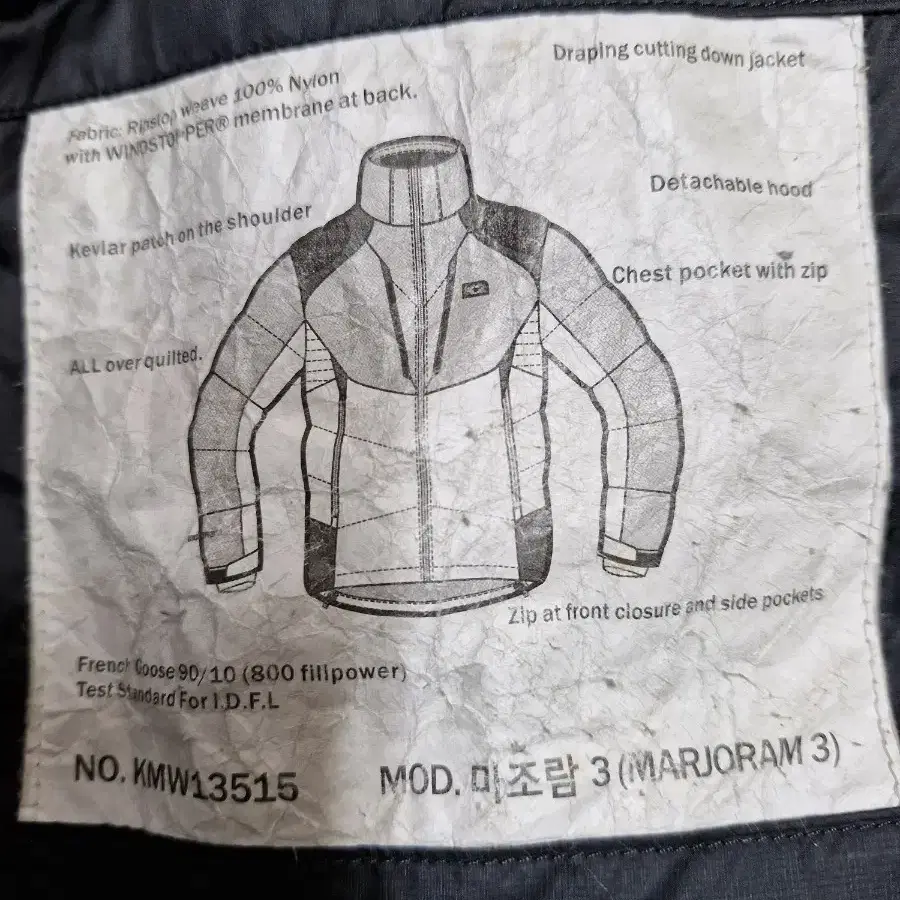 Draping cutting down jacket
Fabric: Ripstop weave 100% Nylon
with WINDSTOPPER® membrane at back.
Detachable hood
Kevlar patch on the shoulder
Chest pocket with zip
ALL over quilted.
Zip at front closure and side pockets
French Goose 90/10 (800 fillpower)
Test Standard For I.D.F.L
NO. KMW13515
MOD. 마조람 3 (MARJORAM 3)